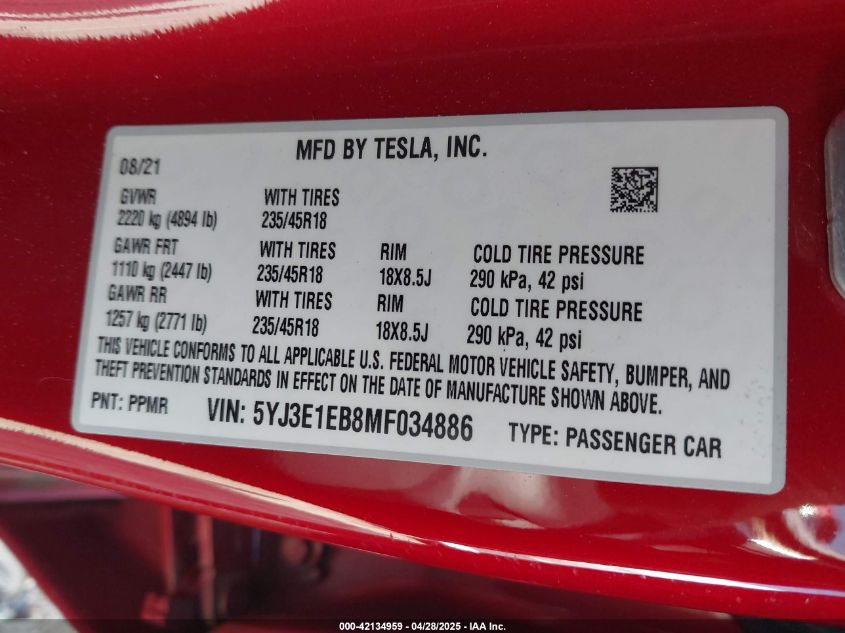 MFD BY TESLA, INC.
08/21
GVWR WITH TIRES
2220 kg (4894 lb) 235/45R18
GAWR FRT WITH TIRES RIM COLD TIRE PRESSURE
1110 kg (2447 lb) 235/45R18 18X8.5J 290 kPa, 42 psi
GAWR RR WITH TIRES RIM COLD TIRE PRESSURE
1257 kg (2771 lb) 235/45R18 18X8.5J 290 kPa, 42 psi
THIS VEHICLE CONFORMS TO ALL APPLICABLE U.S. FEDERAL MOTOR VEHICLE SAFETY, BUMPER, AND
THEFT PREVENTION STANDARDS IN EFFECT ON THE DATE OF MANUFACTURE SHOWN ABOVE.
PNT: PPMR VIN: 5YJ3E1EB8MF034886 TYPE: PASSENGER CAR
000-42134959 - 04/28/2025 - IAA Inc.